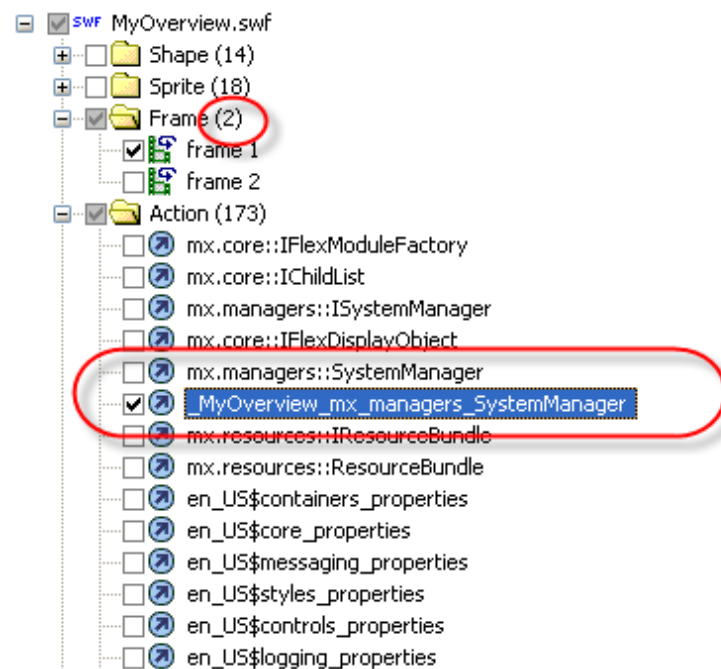 SWF MyOverview.swf
Shape (14)
Sprite (18)
Frame (2)
frame 1
frame 2
Action (173)
mx.core::IFlexModuleFactory
mx.core::IChildList
mx.managers::ISystemManager
mx.core::IFlexDisplayObject
mx.managers::SystemManager
_MyOverview_mx_managers_SystemManager
mx.resources::IResourceBundle
mx.resources::ResourceBundle
en_US$containers_properties
en_US$core_properties
en_US$messaging_properties
en_US$styles_properties
en_US$controls_properties
en_US$logging_properties